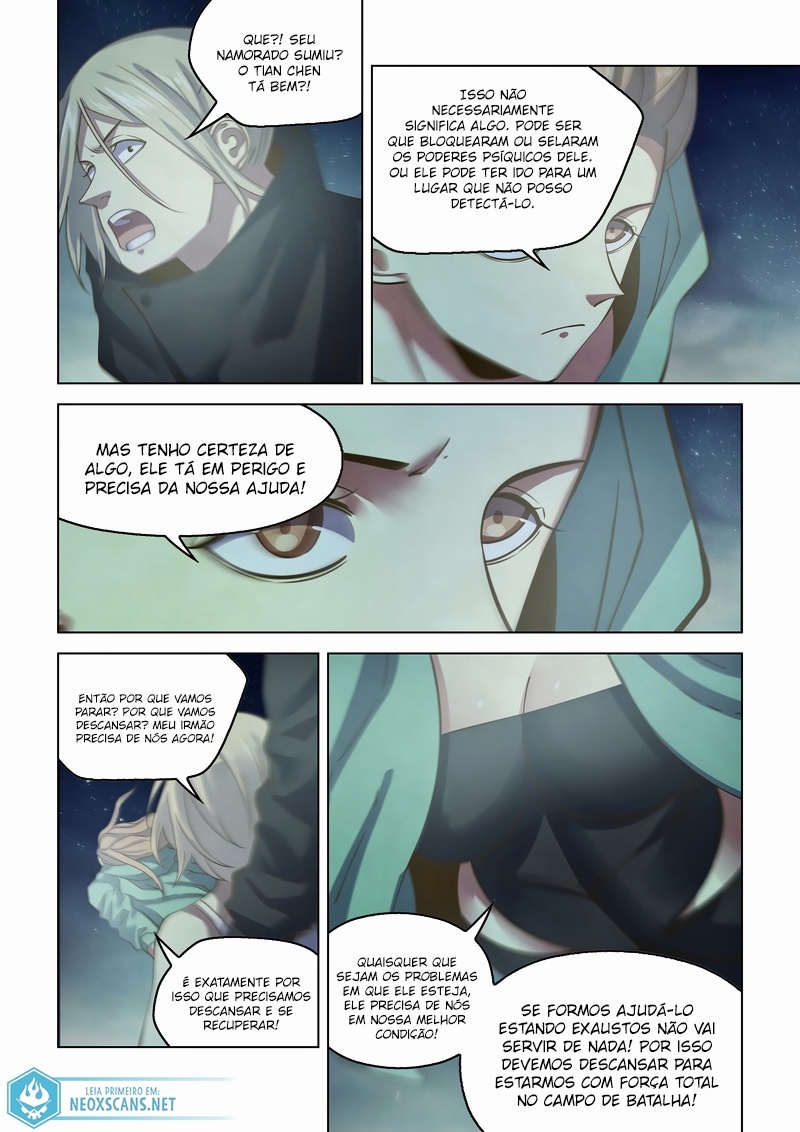 QUE?! SEU
NAMORADO SUMIU?
O TIAN CHEN
TÁ BEM?!
ISSO NÃO
NECESSARIAMENTE
SIGNIFICA ALGO. PODE SER
QUE BLOQUEARAM OU SELARAM
OS PODERES PSÍQUICOS DELE.
OU ELE PODE TER IDO PARA UM
LUGAR QUE NÃO POSSO
DETECTÁ-LO.
MAS TENHO CERTEZA DE
ALGO, ELE TÁ EM PERIGO E
PRECISA DA NOSSA AJUDA!
ENTÃO POR QUE VAMOS
PARAR? POR QUE VAMOS
DESCANSAR? MEU IRMÃO
PRECISA DE NÓS AGORA!
É EXATAMENTE POR
ISSO QUE PRECISAMOS
DESCANSAR E SE
RECUPERAR!
QUAISQUER QUE
SEJAM OS PROBLEMAS
EM QUE ELE ESTEJA,
ELE PRECISA DE NÓS
EM NOSSA MELHOR
CONDIÇÃO!
SE FORMOS AJUDÁ-LO
ESTANDO EXAUSTOS NÃO VAI
SERVIR DE NADA! POR ISSO
DEVEMOS DESCANSAR PARA
ESTARMOS COM FORÇA TOTAL
NO CAMPO DE BATALHA!
LEIA PRIMEIRO EM:
NEOXSCANS.NET